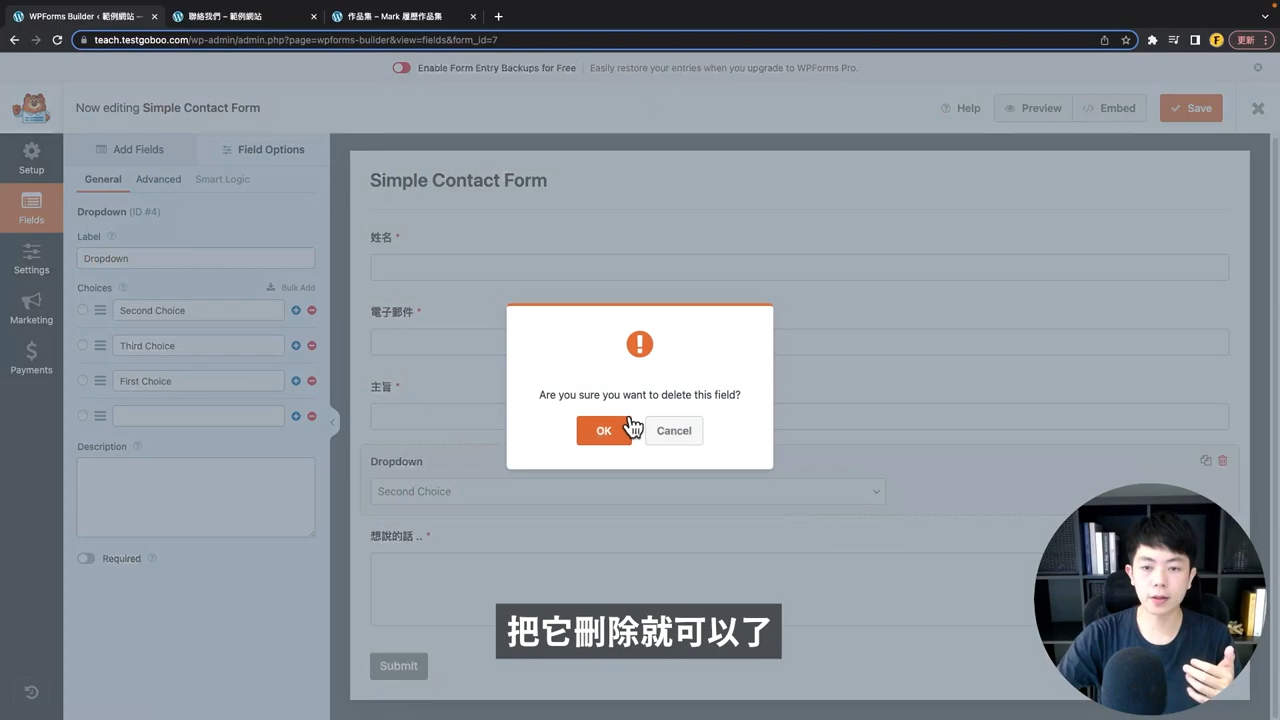 WPForms Builder ‹ 範例網站 –
聯絡我們 – 範例網站
作品集 – Mark 履歷作品集
teach.testgoboo.com/wp-admin/admin.php?page=wpforms-builder&view=fields&form_id=7
F
更新
Enable Form Entry Backups for Free
Easily restore your entries when you upgrade to WPForms Pro.
Now editing Simple Contact Form
Help
Preview
Embed
Save
Setup
Fields
Settings
Marketing
Payments
Add Fields
Field Options
General
Advanced
Smart Logic
Dropdown (ID #4)
Label
Dropdown
Choices
Bulk Add
Second Choice
Third Choice
First Choice
Description
Required
Simple Contact Form
姓名 *
電子郵件 *
主旨 *
Dropdown
Second Choice
想說的話 .. *
Submit
Are you sure you want to delete this field?
OK
Cancel
把它刪除就可以了